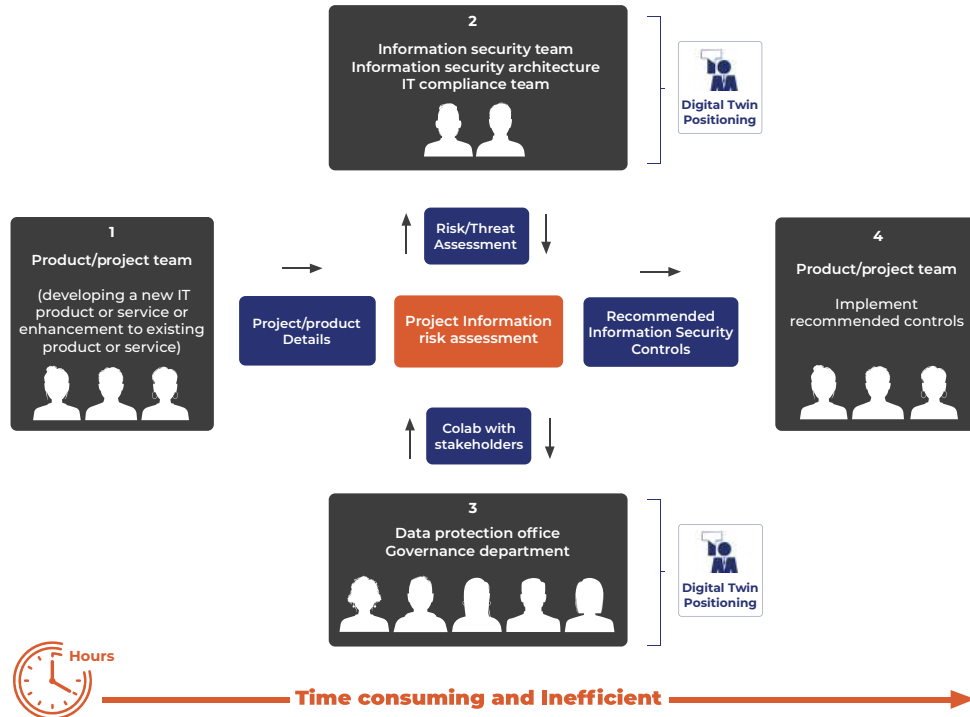 2
Information security team
Information security architecture
IT compliance team
Digital Twin
Positioning
1
Product/project team
(developing a new IT
product or service or
enhancement to existing
product or service)
Risk/Threat
Assessment
Project/product
Details
Project Information
risk assessment
Recommended
Information Security
Controls
4
Product/project team
Implement
recommended controls
Colab with
stakeholders
3
Data protection office
Governance department
Digital Twin
Positioning
Hours
Time consuming and Inefficient